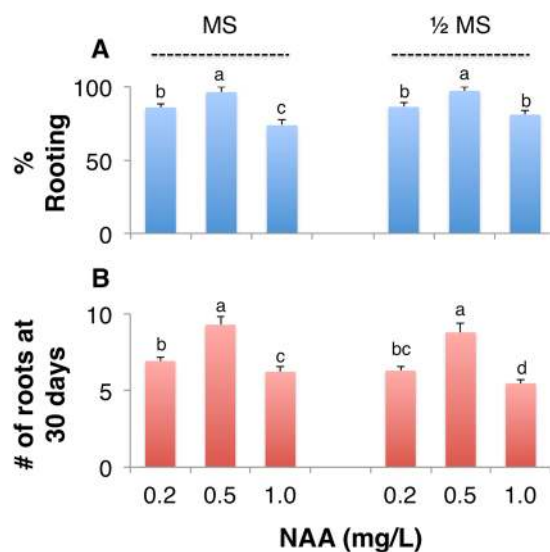 MS ½ MS
A
a a
b c b b
100
50
0
% Rooting
B
a a
b c bc d
10
5
0
# of roots at
30 days
0.2 0.5 1.0 0.2 0.5 1.0
NAA (mg/L)